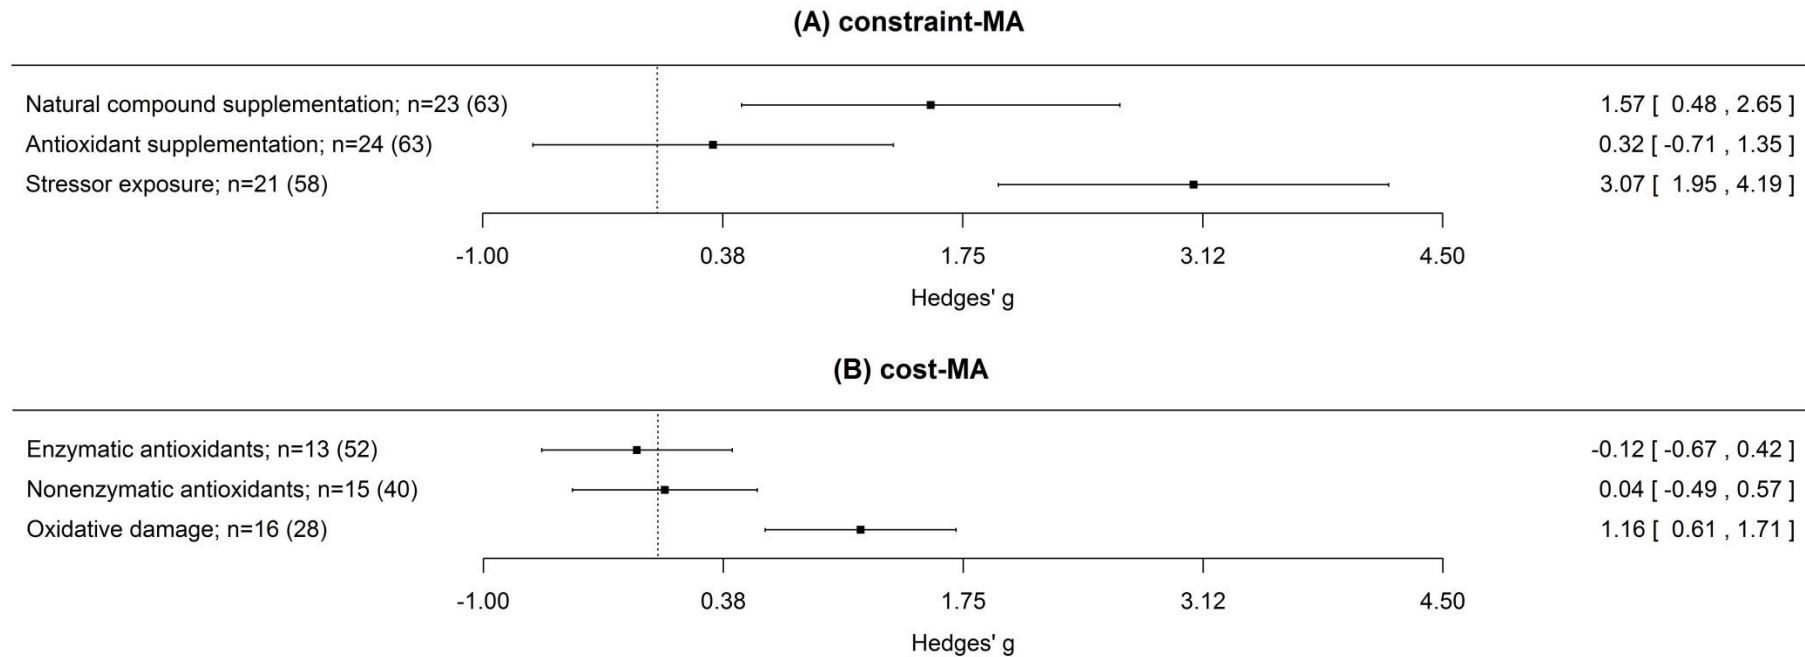 (A) constraint-MA
Natural compound supplementation; n=23 (63) 1.57 [ 0.48 , 2.65 ]
Antioxidant supplementation; n=24 (63) 0.32 [ -0.71 , 1.35 ]
Stressor exposure; n=21 (58) 3.07 [ 1.95 , 4.19 ]
-1.00 0.38 1.75 3.12 4.50
Hedges' g
(B) cost-MA
Enzymatic antioxidants; n=13 (52) -0.12 [ -0.67 , 0.42 ]
Nonenzymatic antioxidants; n=15 (40) 0.04 [ -0.49 , 0.57 ]
Oxidative damage; n=16 (28) 1.16 [ 0.61 , 1.71 ]
-1.00 0.38 1.75 3.12 4.50
Hedges' g